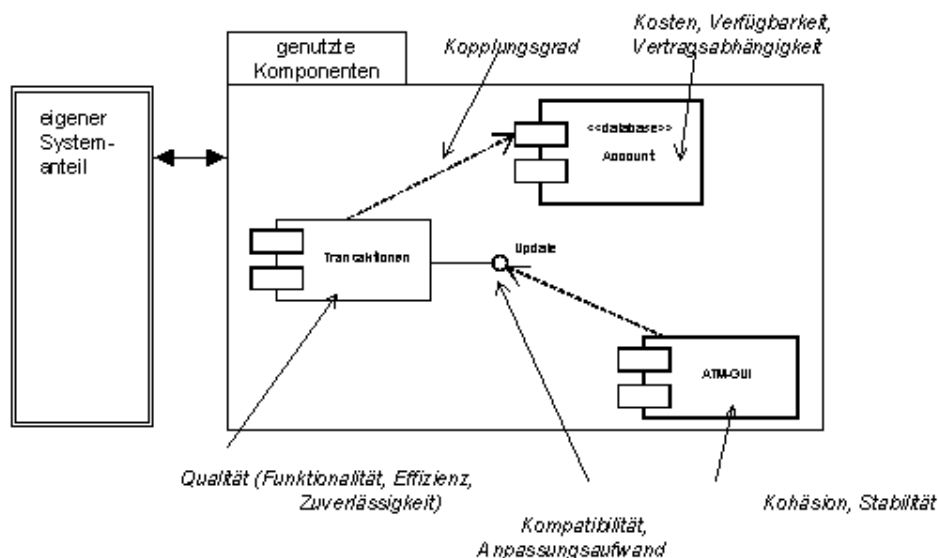 Kosten, Verfügbarkeit,
Vertragsabhängigkeit
Kopplungsgrad
genutzte
Komponenten
eigener
System-
anteil
<<database>>
Account
Update
Transaktionen
ATM-GUI
Qualität (Funktionalität, Effizienz,
Zuverlässigkeit)
Kompatibilität,
Anpassungsaufwand
Kohäsion, Stabilität